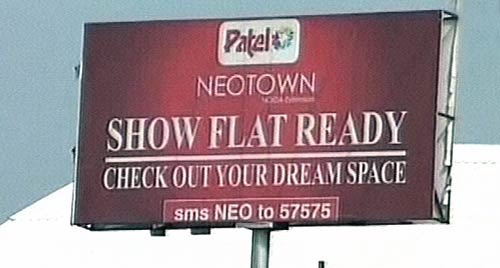 Patel
NEOTOWN
NOIDA Extension
SHOW FLAT READY
CHECK OUT YOUR DREAM SPACE
sms NEO to 57575